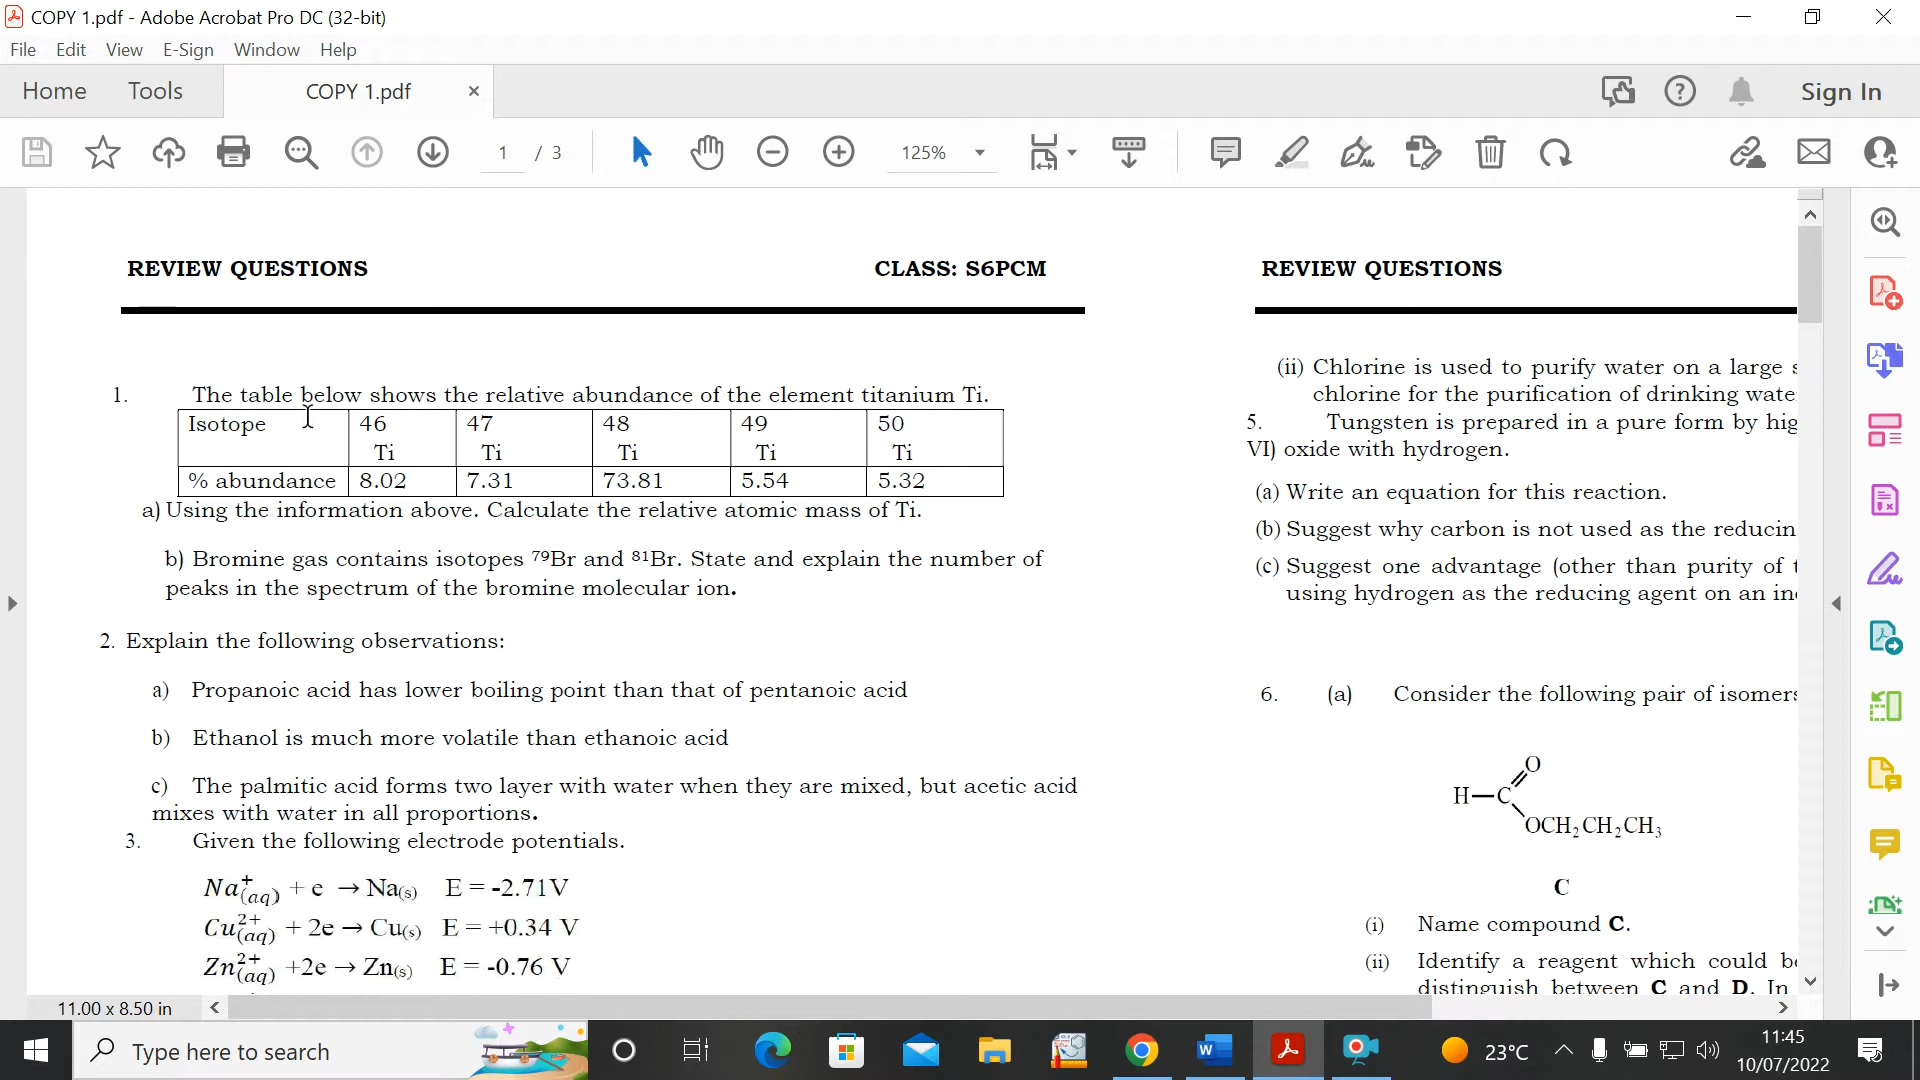 COPY 1.pdf - Adobe Acrobat Pro DC (32-bit)
File Edit View E-Sign Window Help
Home Tools COPY 1.pdf × Sign In
1 / 3 125%
REVIEW QUESTIONS CLASS: S6PCM
1. The table below shows the relative abundance of the element titanium Ti.
Isotope 46 47 48 49 50
Ti Ti Ti Ti Ti
% abundance 8.02 7.31 73.81 5.54 5.32
a) Using the information above. Calculate the relative atomic mass of Ti.
b) Bromine gas contains isotopes ⁷⁹Br and ⁸¹Br. State and explain the number of
peaks in the spectrum of the bromine molecular ion.
2. Explain the following observations:
a) Propanoic acid has lower boiling point than that of pentanoic acid
b) Ethanol is much more volatile than ethanoic acid
c) The palmitic acid forms two layer with water when they are mixed, but acetic acid
mixes with water in all proportions.
3. Given the following electrode potentials.
Na⁺(aq) + e → Na(s) E = -2.71V
Cu²⁺(aq) + 2e → Cu(s) E = +0.34 V
Zn²⁺(aq) +2e → Zn(s) E = -0.76 V
REVIEW QUESTIONS
(ii) Chlorine is used to purify water on a large
chlorine for the purification of drinking
5. Tungsten is prepared in a pure form by
VI) oxide with hydrogen.
(a) Write an equation for this reaction.
(b) Suggest why carbon is not used as the
(c) Suggest one advantage (other than purity of
using hydrogen as the reducing agent on an
6. (a) Consider the following pair of isomers
O
H—C
OCH₂CH₂CH₃
C
(i) Name compound C.
(ii) Identify a reagent which could
distinguish between C and D. In
11.00 x 8.50 in
Type here to search
23°C
11:45
10/07/2022